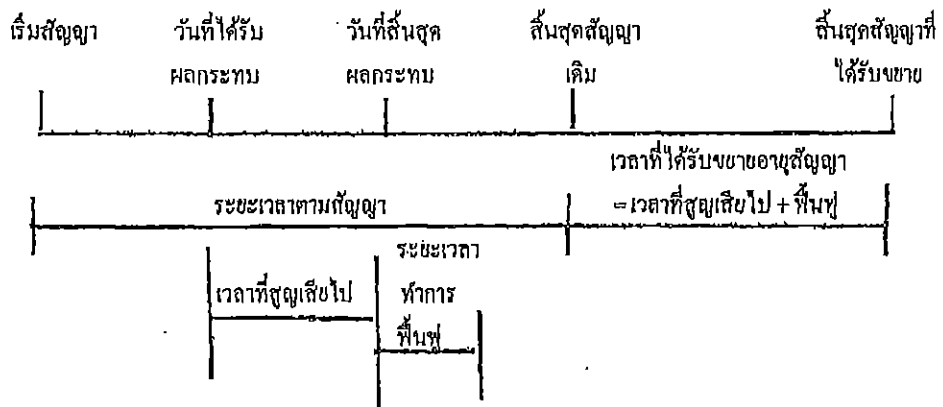 เริ่มสัญญา
วันที่ได้รับ
ผลกระทบ
วันที่สิ้นสุด
ผลกระทบ
สิ้นสุดสัญญา
เดิม
สิ้นสุดสัญญาที่
ได้รับขยาย
เวลาที่ได้รับขยายอายุสัญญา
=เวลาที่สูญเสียไป + ฟื้นฟู
ระยะเวลาตามสัญญา
เวลาที่สูญเสียไป
ระยะเวลา
ทำการ
ฟื้นฟู